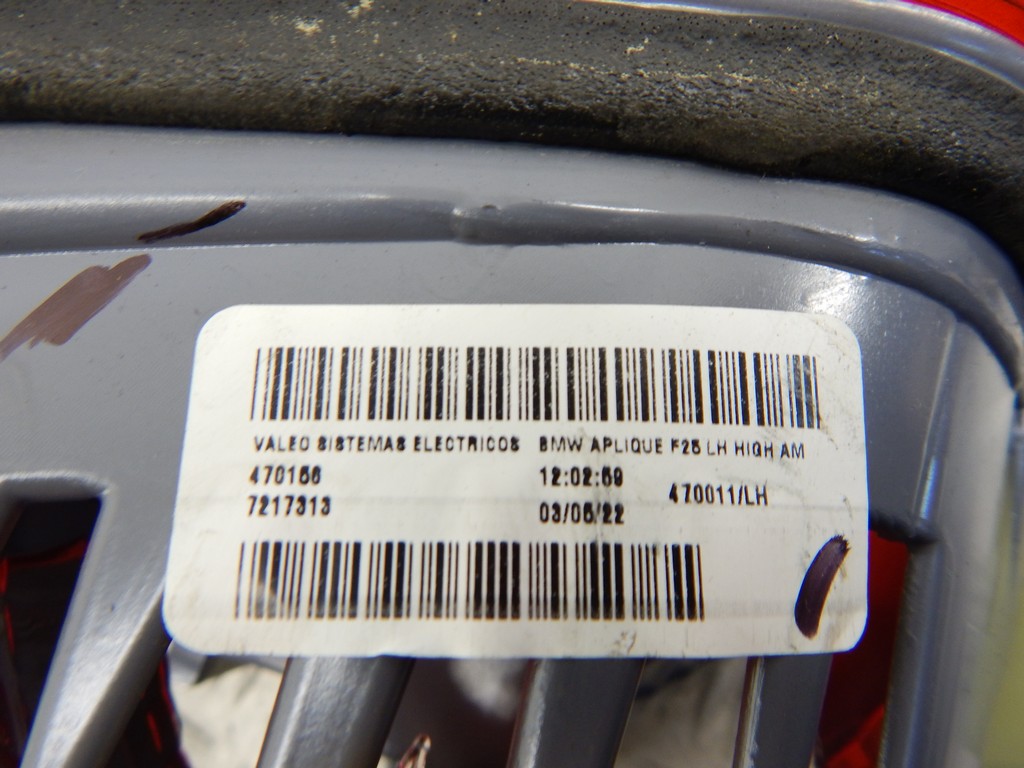 VALEO SISTEMAS ELECTRICOS BMW APLIQUE F25 LH HIGH AM
470156 12:02:59
7217313 03/05/22 470011/LH